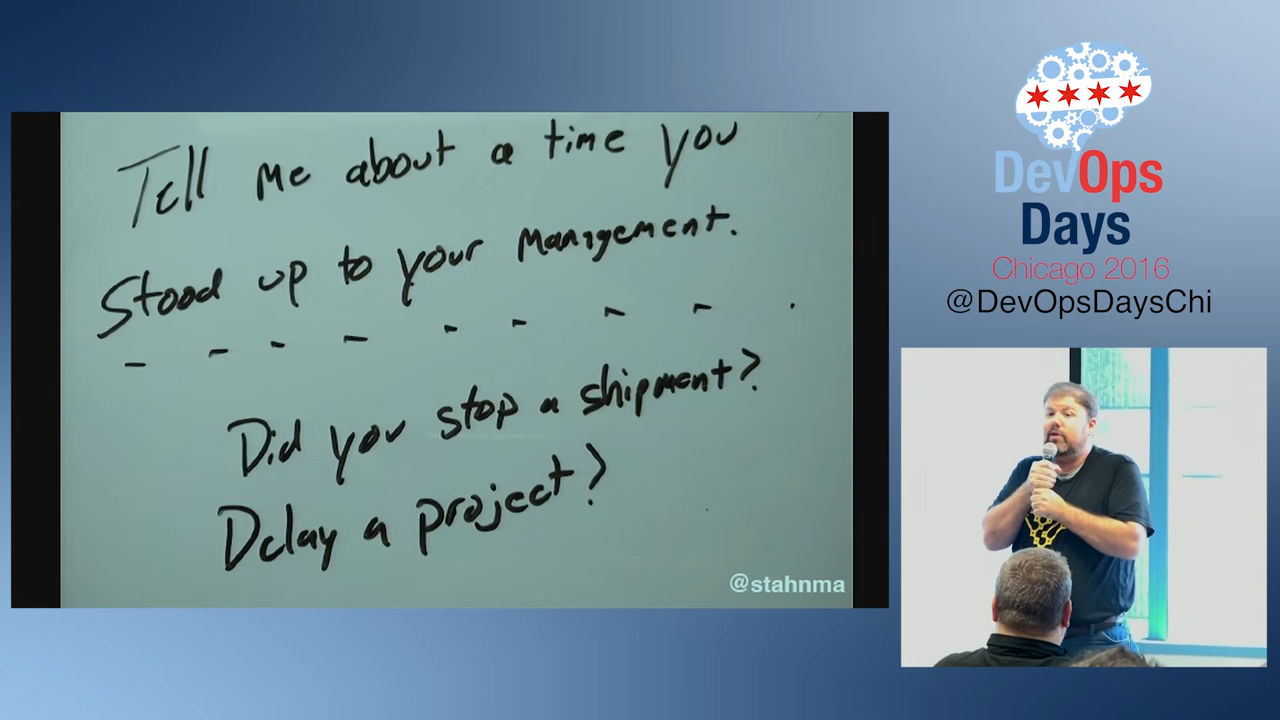 Tell me about a time you
Stood up to your management.
Did you stop a shipment?
Delay a project?
@stahnma
DevOps
Days
Chicago 2016
@DevOpsDaysChi